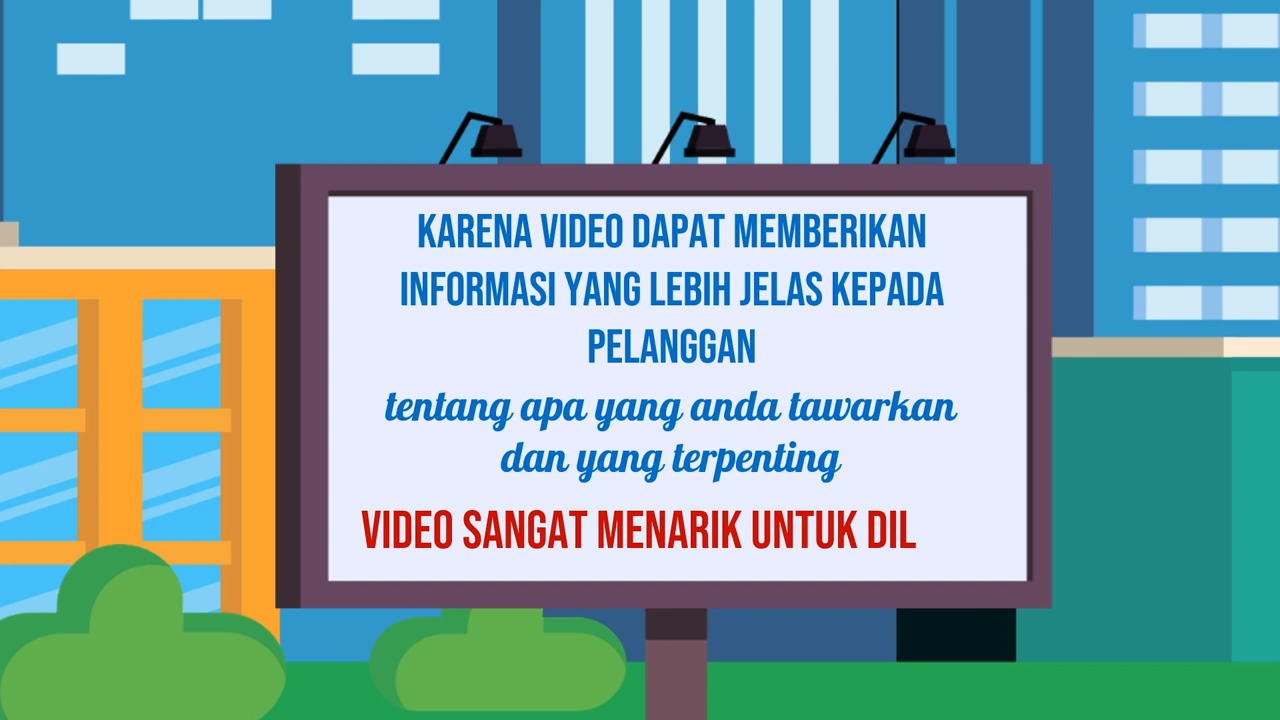 KARENA VIDEO DAPAT MEMBERIKAN
INFORMASI YANG LEBIH JELAS KEPADA
PELANGGAN
tentang apa yang anda tawarkan
dan yang terpenting
VIDEO SANGAT MENARIK UNTUK DIL